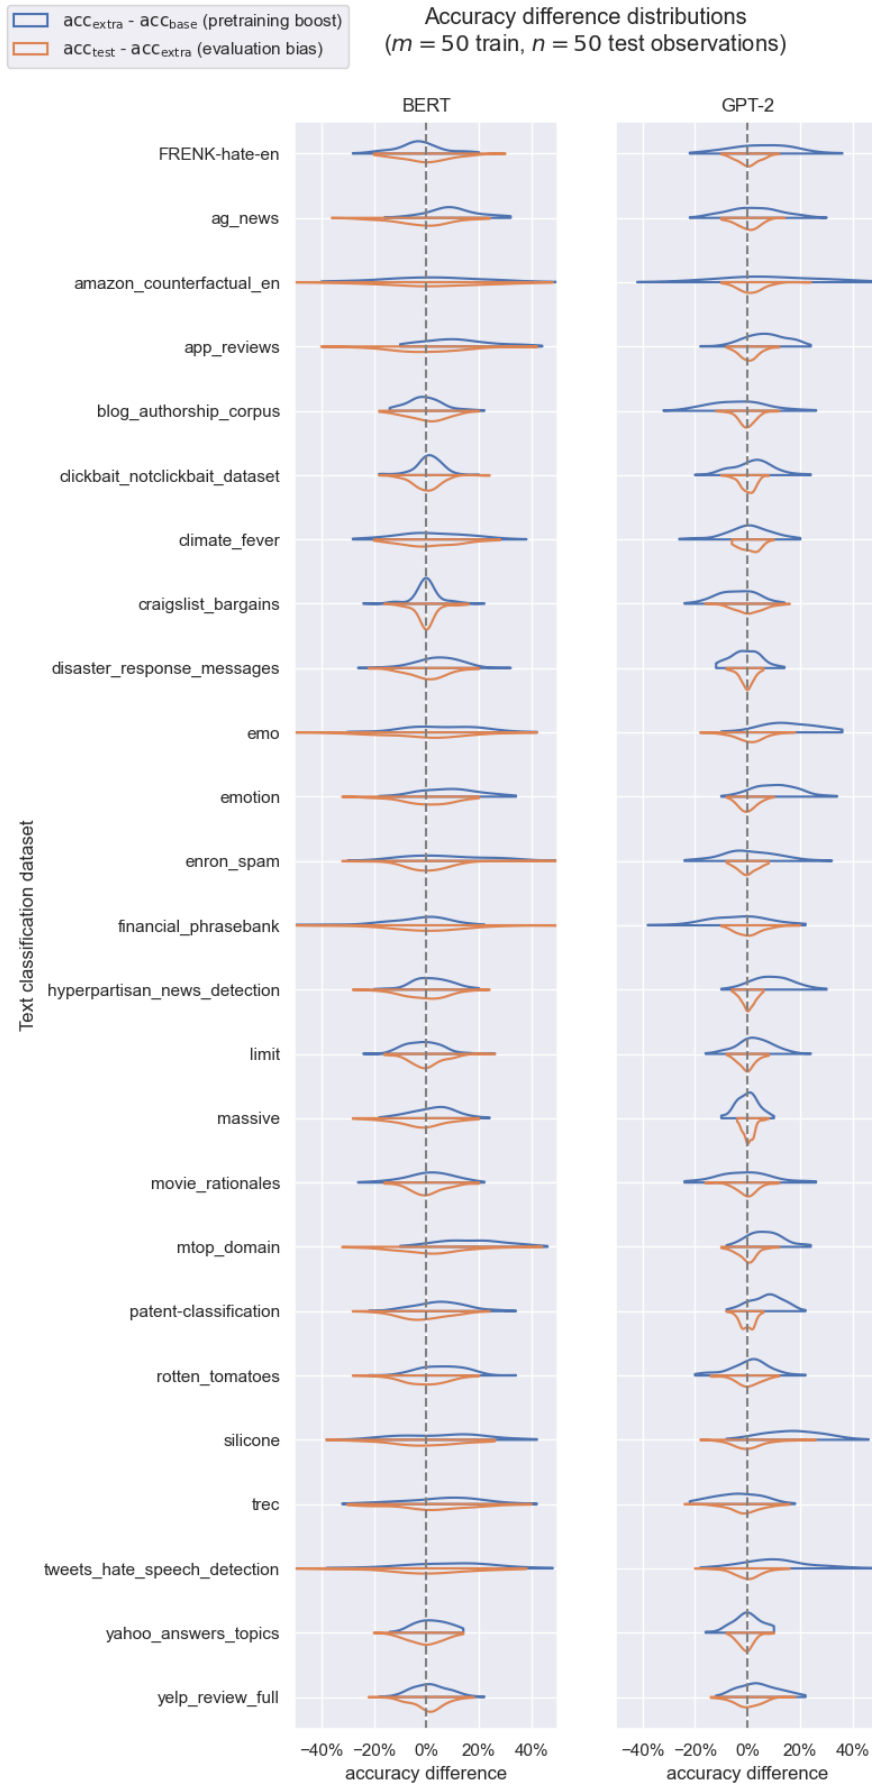 acc_extra - acc_base (pretraining boost)
acc_test - acc_extra (evaluation bias)
Accuracy difference distributions
(m = 50 train, n = 50 test observations)
BERT
GPT-2
Text classification dataset
FRENK-hate-en
ag_news
amazon_counterfactual_en
app_reviews
blog_authorship_corpus
clickbait_notclickbait_dataset
climate_fever
craigslist_bargains
disaster_response_messages
emo
emotion
enron_spam
financial_phrasebank
hyperpartisan_news_detection
limit
massive
movie_rationales
mtop_domain
patent-classification
rotten_tomatoes
silicone
trec
tweets_hate_speech_detection
yahoo_answers_topics
yelp_review_full
−40% −20% 0% 20% 40%
accuracy difference
−40% −20% 0% 20% 40%
accuracy difference